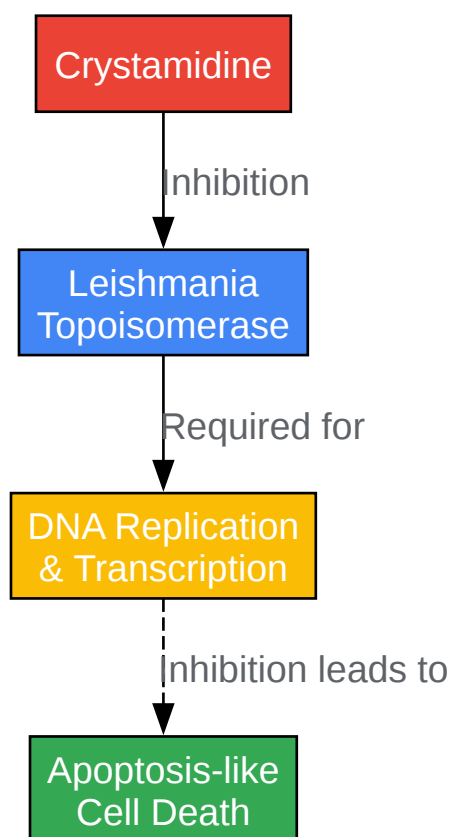 Crystamidine
Inhibition
Leishmania
Topoisomerase
Required for
DNA Replication
& Transcription
Inhibition leads to
Apoptosis-like
Cell Death